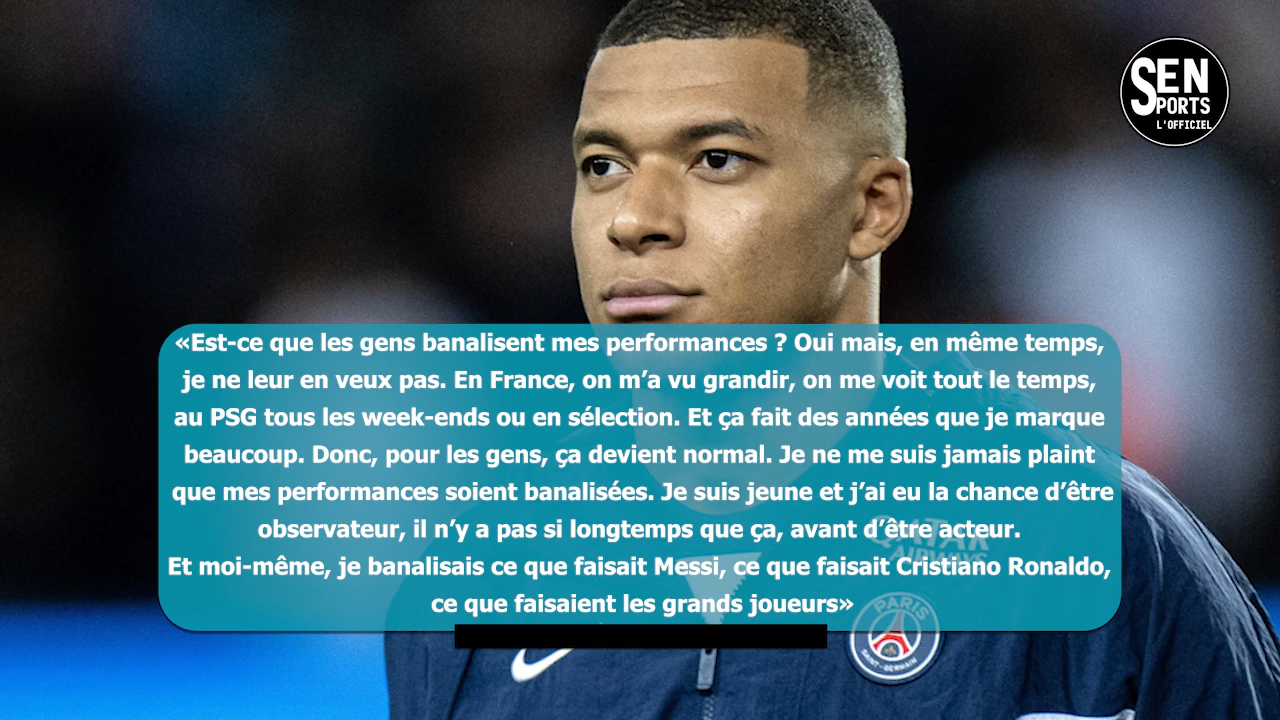 SEN
SPORTS
L'OFFICIEL
«Est-ce que les gens banalisent mes performances ? Oui mais, en même temps,
je ne leur en veux pas. En France, on m’a vu grandir, on me voit tout le temps,
au PSG tous les week-ends ou en sélection. Et ça fait des années que je marque
beaucoup. Donc, pour les gens, ça devient normal. Je ne me suis jamais plaint
que mes performances soient banalisées. Je suis jeune et j’ai eu la chance d’être
observateur, il n’y a pas si longtemps que ça, avant d’être acteur.
Et moi-même, je banalisais ce que faisait Messi, ce que faisait Cristiano Ronaldo,
ce que faisaient les grands joueurs»
QATAR
AIRWAYS
PARIS
SAINT-GERMAIN